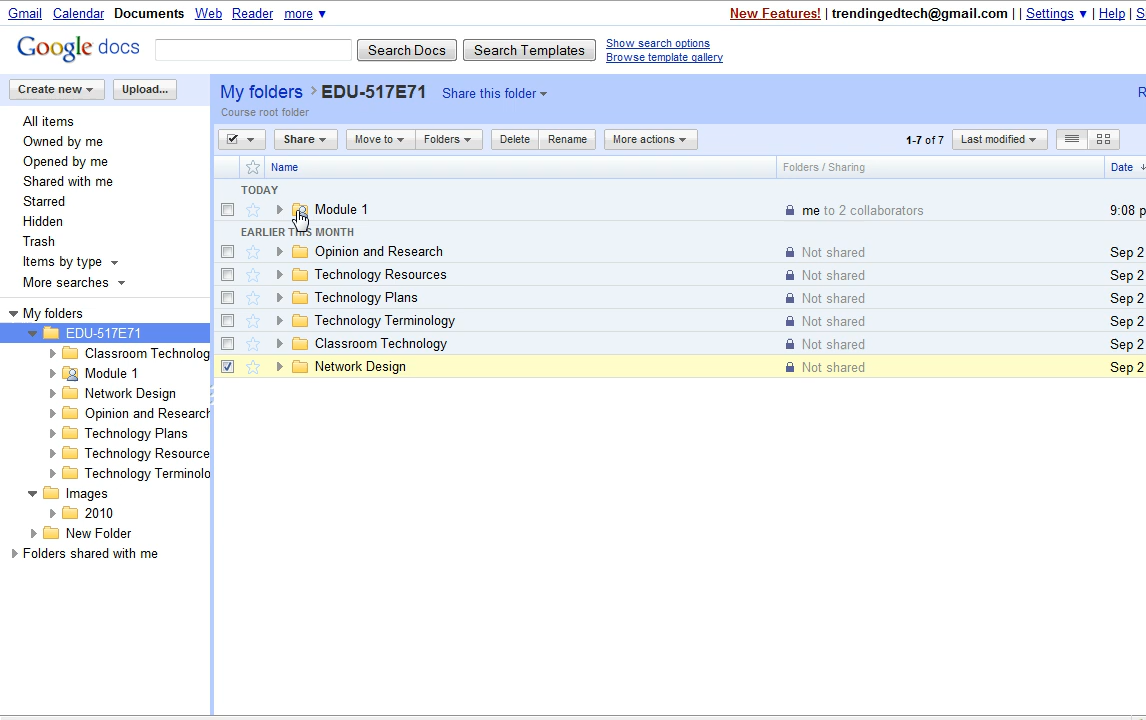 Gmail Calendar Documents Web Reader more ▼ New Features! | trendingedtech@gmail.com | | Settings ▼ | Help | S
Google docs Search Docs Search Templates Show search options
Browse template gallery
Create new Upload... My folders > EDU-517E71 Share this folder R
Course root folder
Share Move to Folders Delete Rename More actions 1-7 of 7 Last modified
Name Folders / Sharing Date
TODAY
Module 1 me to 2 collaborators 9:08 p
EARLIER THIS MONTH
Opinion and Research Not shared Sep 2
Technology Resources Not shared Sep 2
Technology Plans Not shared Sep 2
Technology Terminology Not shared Sep 2
Classroom Technology Not shared Sep 2
Network Design Not shared Sep 2
All items
Owned by me
Opened by me
Shared with me
Starred
Hidden
Trash
Items by type
More searches
My folders
EDU-517E71
Classroom Technolog
Module 1
Network Design
Opinion and Research
Technology Plans
Technology Resource
Technology Terminolo
Images
2010
New Folder
Folders shared with me